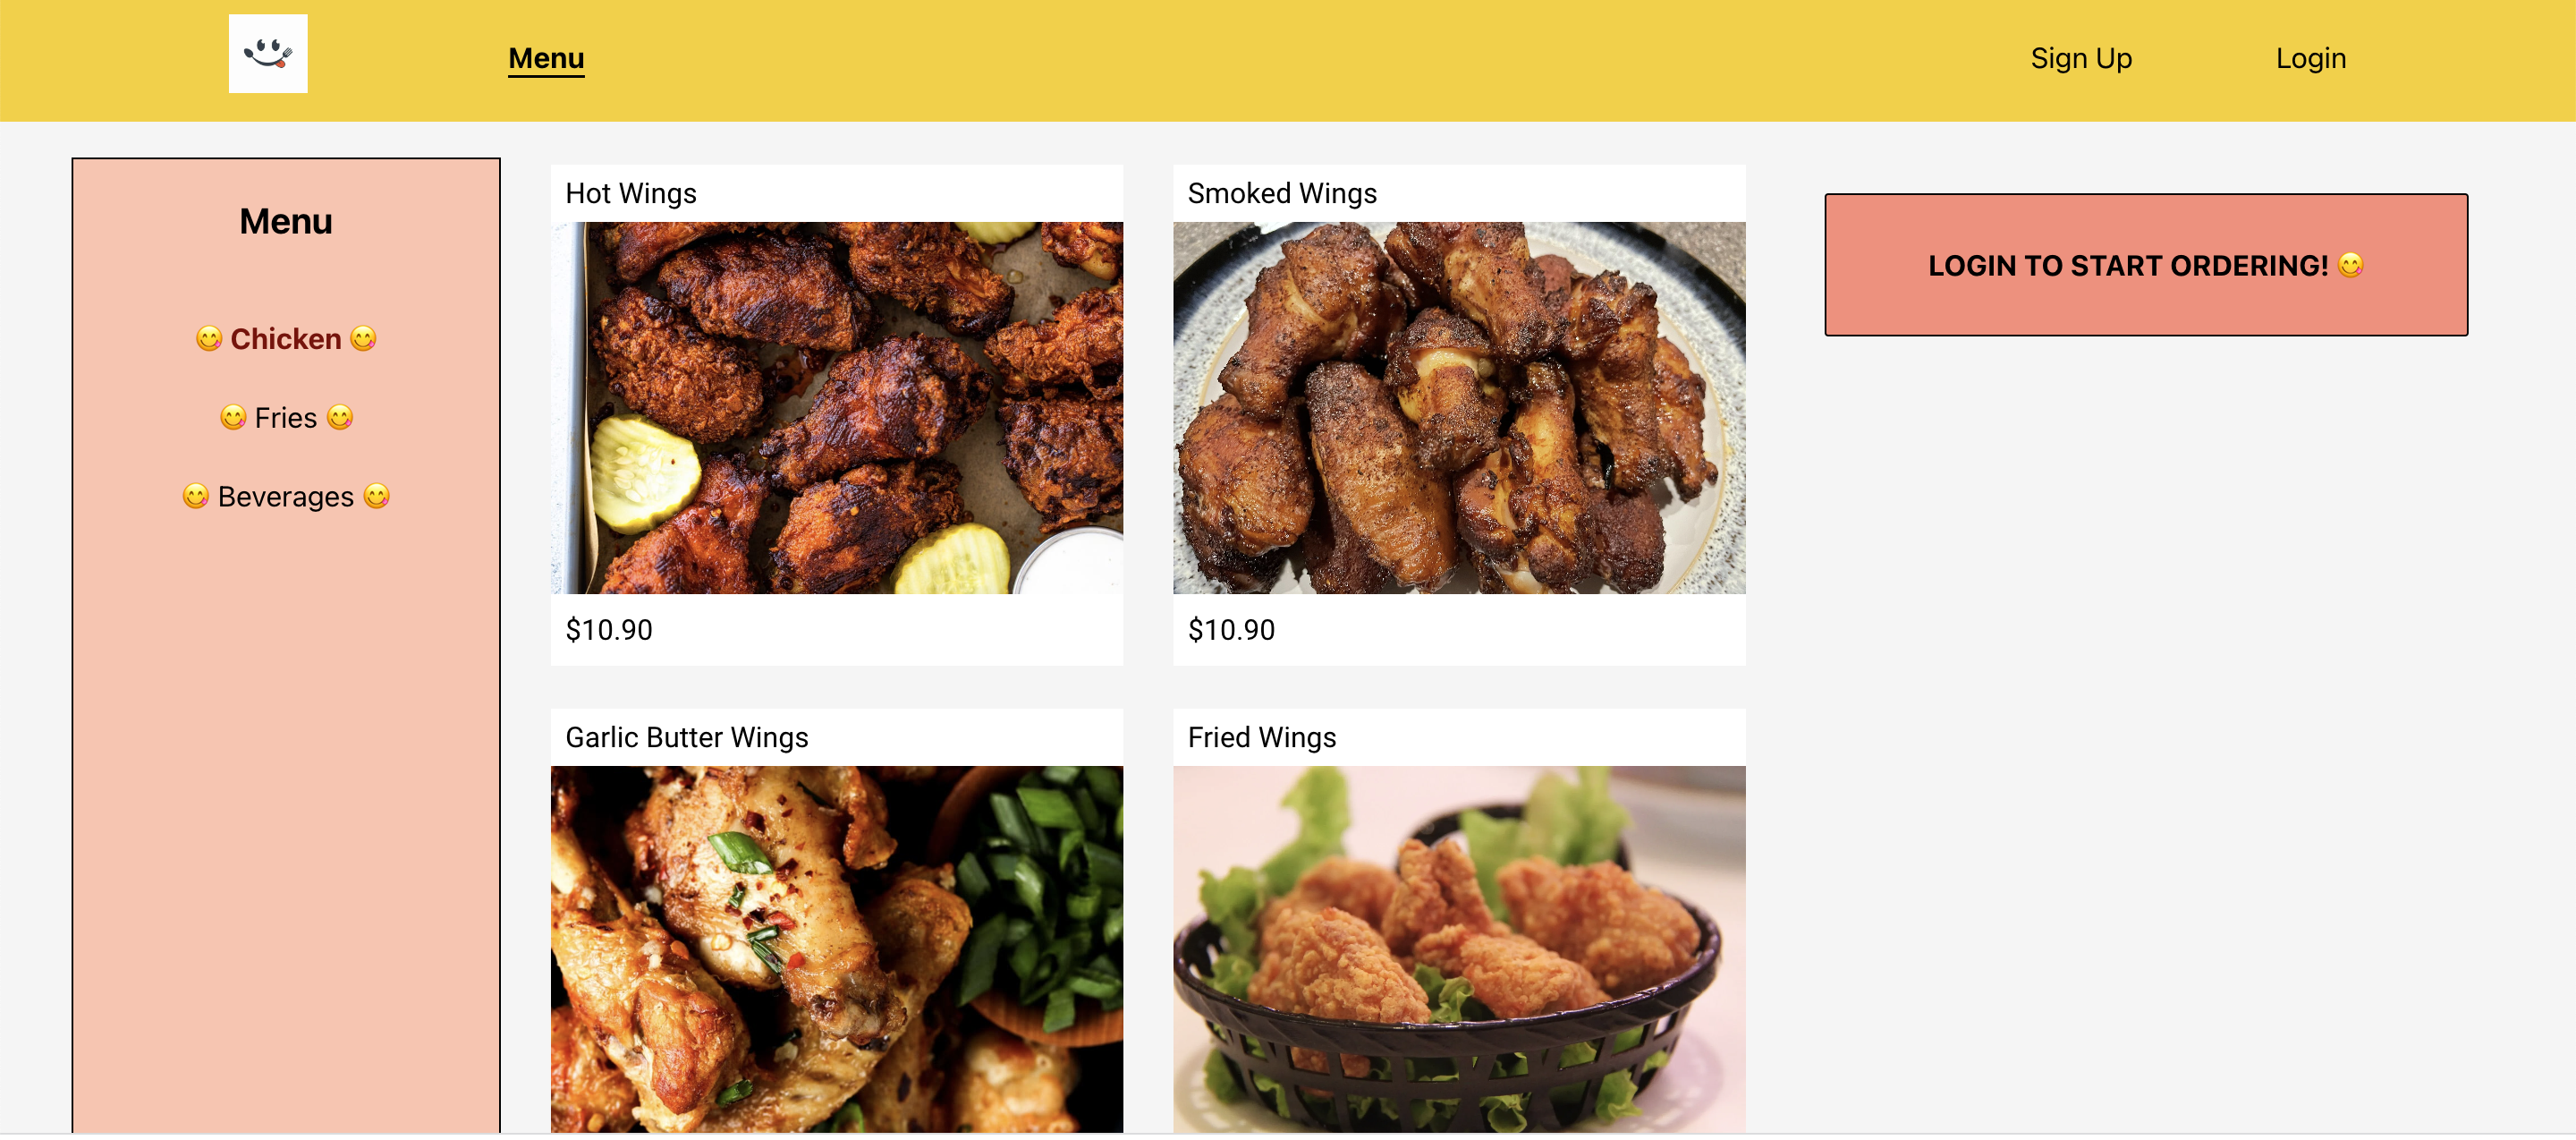 Menu
Sign Up
Login
Menu
😋 Chicken 😋
😋 Fries 😋
😋 Beverages 😋
Hot Wings
$10.90
Smoked Wings
$10.90
Garlic Butter Wings
Fried Wings
LOGIN TO START ORDERING! 😋